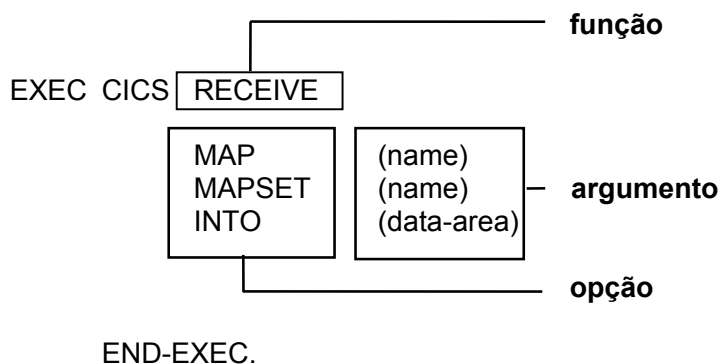 função
EXEC CICS RECEIVE
MAP (name)
MAPSET (name) argumento
INTO (data-area)
opção
END-EXEC.